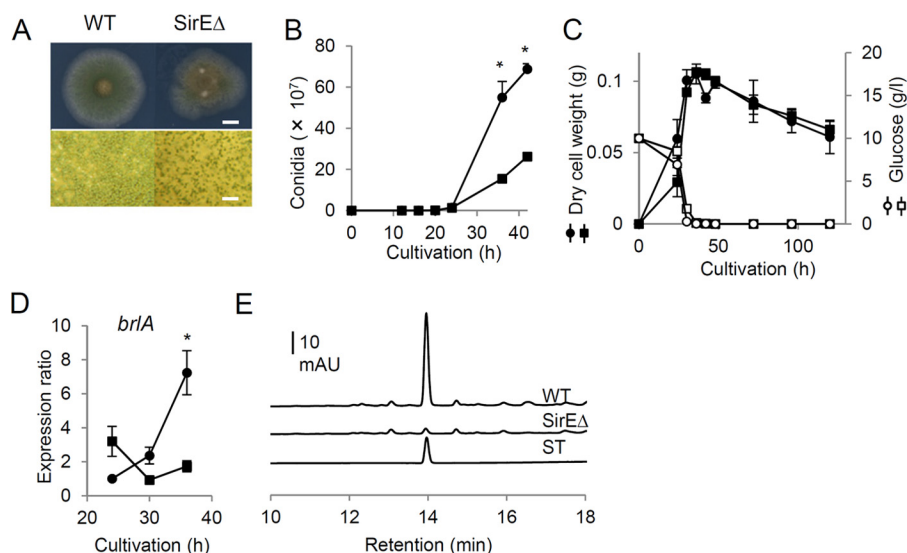 A
WT
SirEΔ
B
Conidia (× 10⁷)
80
60
40
20
0
0
20
40
*
*
Cultivation (h)
C
Dry cell weight (g)
0.1
0.05
0
20
15
10
5
0
Glucose (g/l)
0
50
100
Cultivation (h)
D
brlA
Expression ratio
10
8
6
4
2
0
*
20
30
40
Cultivation (h)
E
10
mAU
WT
SirEΔ
ST
10
12
14
16
18
Retention (min)